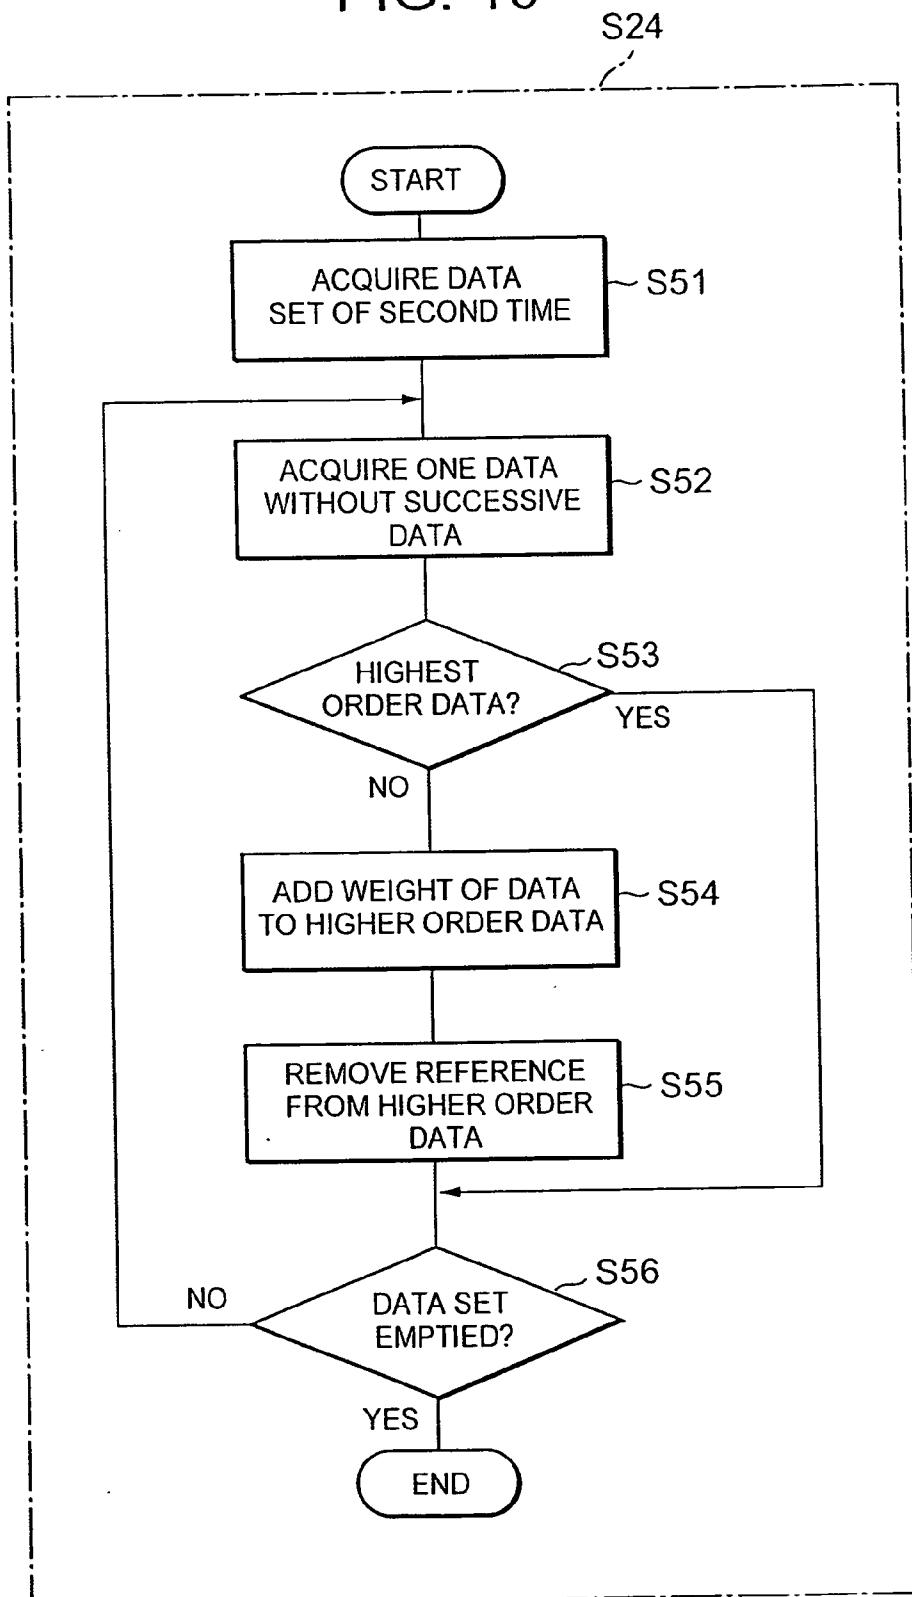 S24
START
ACQUIRE DATA
SET OF SECOND TIME
S51
ACQUIRE ONE DATA
WITHOUT SUCCESSIVE
DATA
S52
HIGHEST
ORDER DATA?
S53
YES
NO
ADD WEIGHT OF DATA
TO HIGHER ORDER DATA
S54
REMOVE REFERENCE
FROM HIGHER ORDER
DATA
S55
DATA SET
EMPTIED?
S56
NO
YES
END